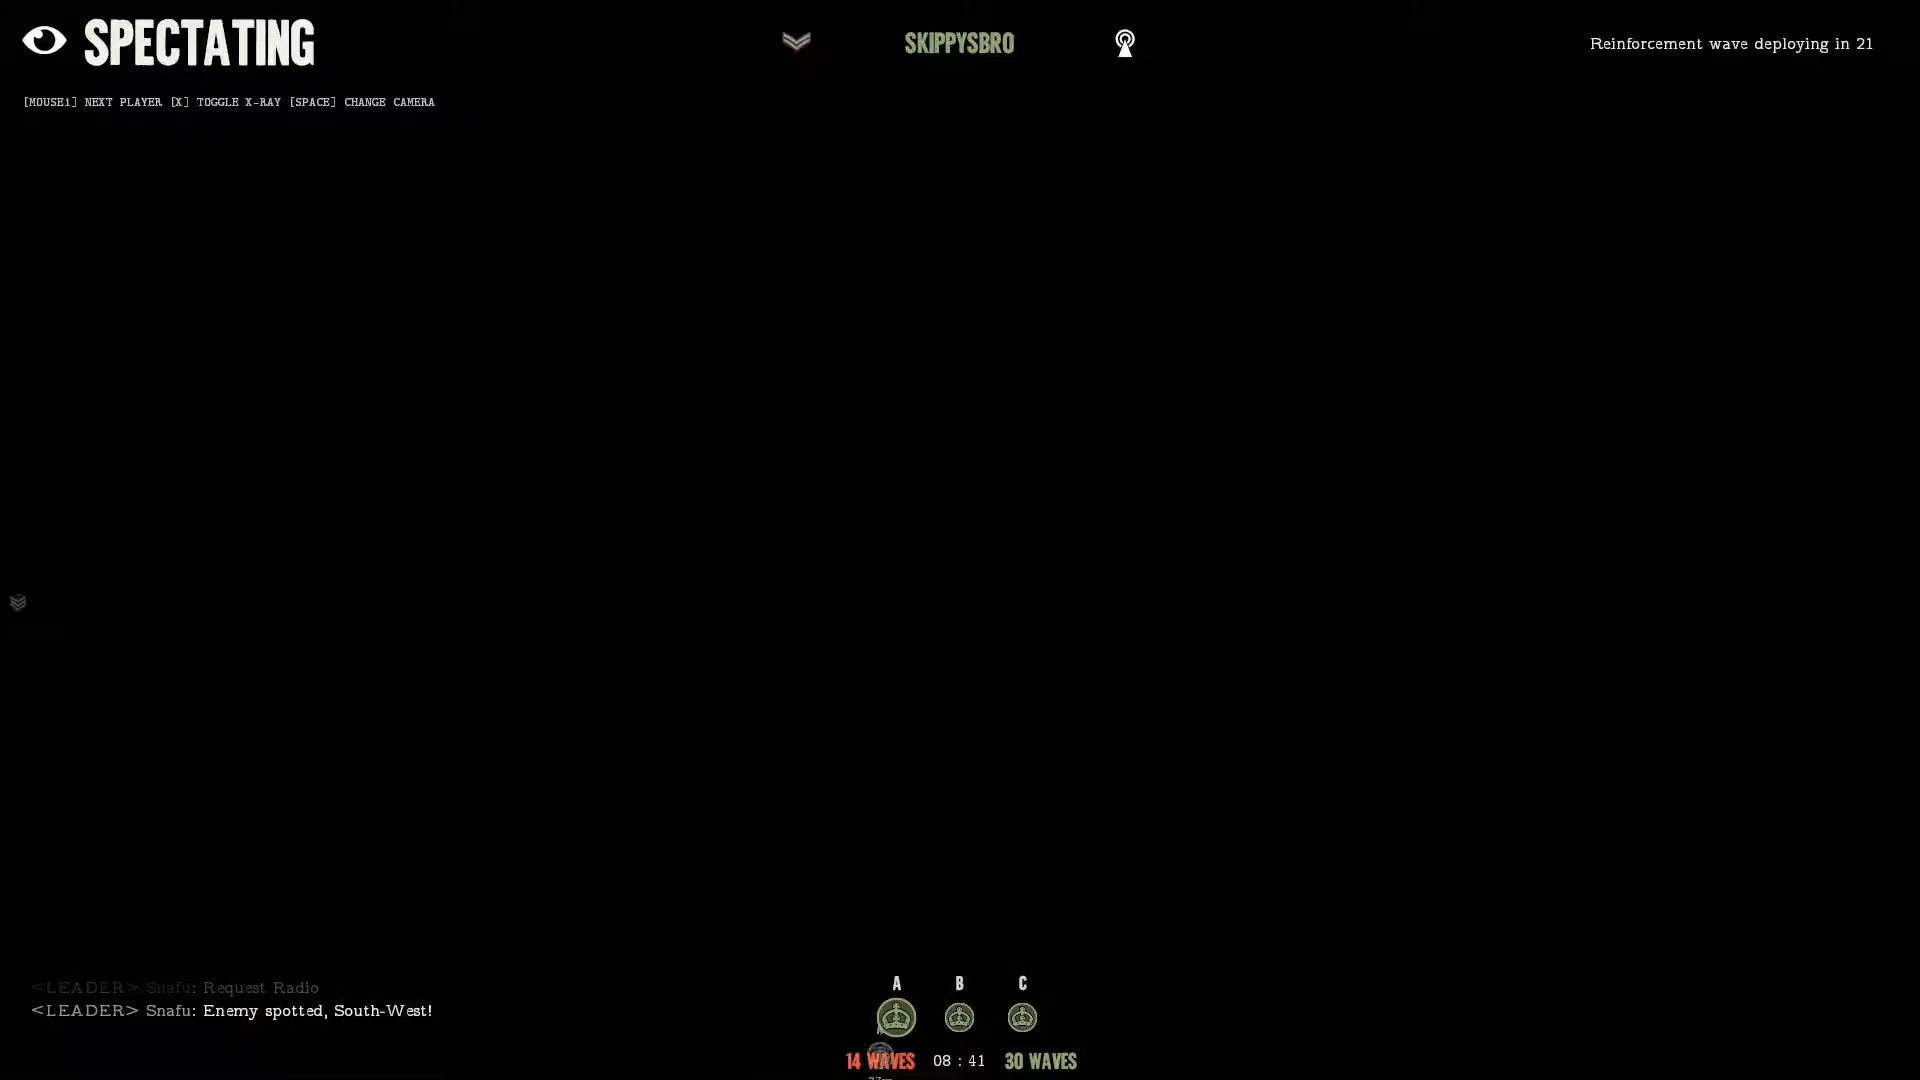 SPECTATING
SKIPPYSBRO
Reinforcement wave deploying in 21
[MOUSE1] NEXT PLAYER [X] TOGGLE X-RAY [SPACE] CHANGE CAMERA
<LEADER> Snafu: Request Radio
<LEADER> Snafu: Enemy spotted, South-West!
A B C
14 WAVES 08 : 41 30 WAVES